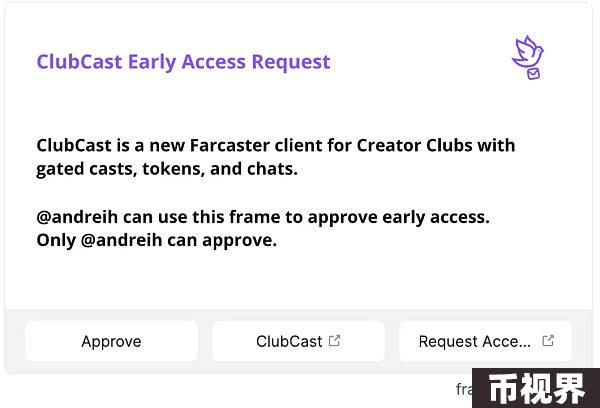 ClubCast Early Access Request
ClubCast is a new Farcaster client for Creator Clubs with
gated casts, tokens, and chats.
@andreih can use this frame to approve early access.
Only @andreih can approve.
Approve
ClubCast
Request Acce...
fra
币视界